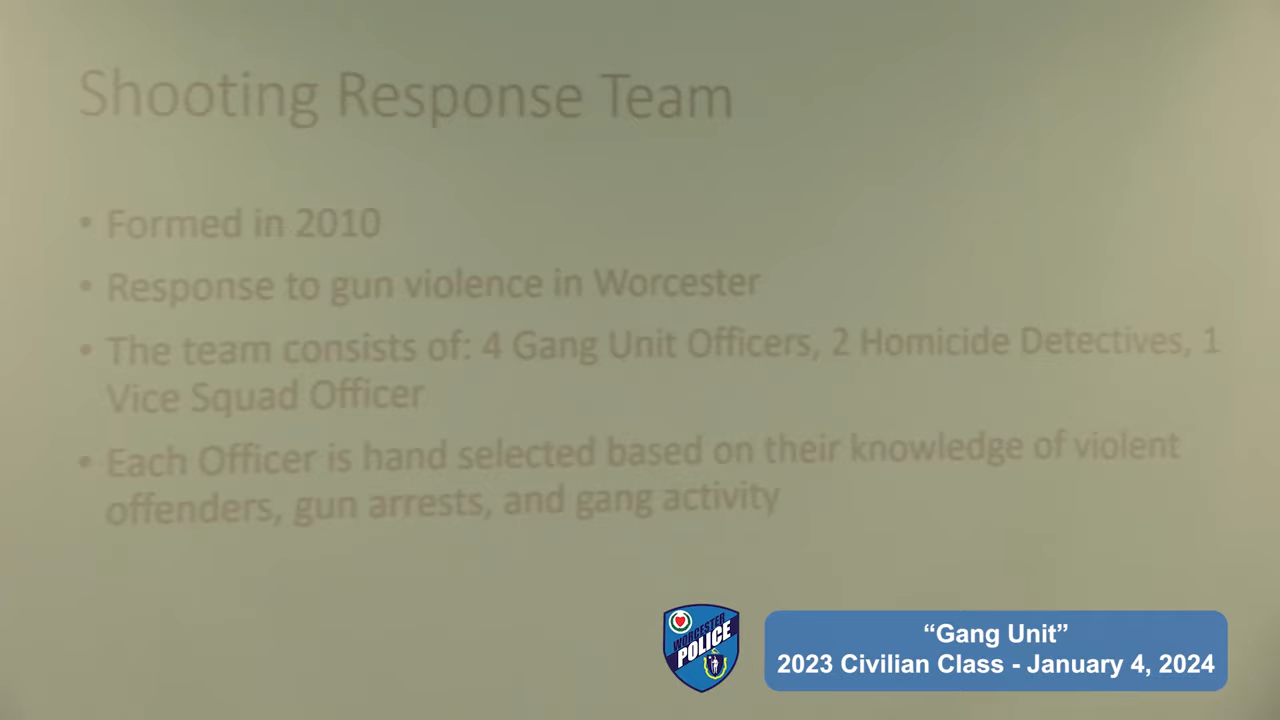 Shooting Response Team
• Formed in 2010
• Response to gun violence in Worcester
• The team consists of: 4 Gang Unit Officers, 2 Homicide Detectives, 1
Vice Squad Officer
• Each Officer is hand selected based on their knowledge of violent
offenders, gun arrests, and gang activity
WORCESTER
POLICE
“Gang Unit”
2023 Civilian Class - January 4, 2024